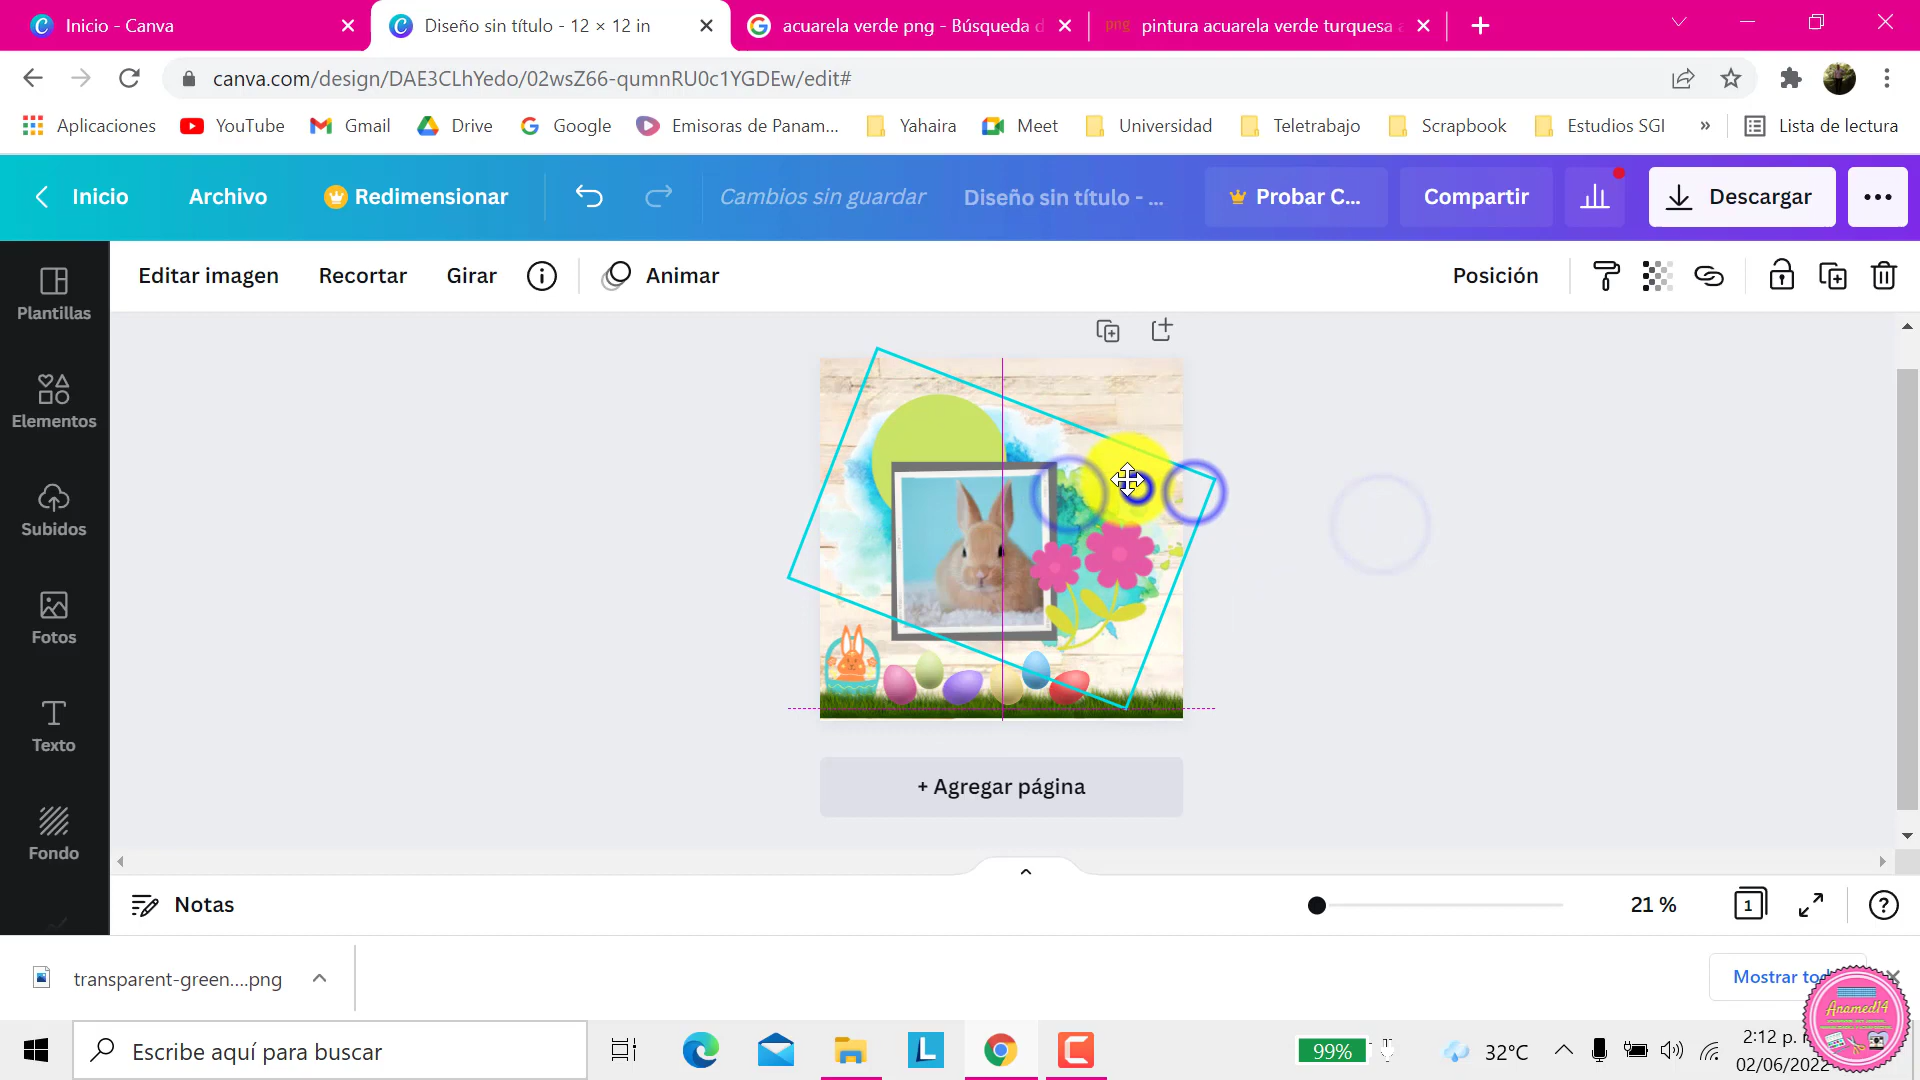 Inicio - Canva
Diseño sin título - 12 × 12 in
acuarela verde png - Búsqueda d
png
pintura acuarela verde turquesa a
canva.com/design/DAE3CLhYedo/02wsZ66-qumnRU0c1YGDEw/edit#
Aplicaciones
YouTube
Gmail
Drive
Google
Emisoras de Panam...
Yahaira
Meet
Universidad
Teletrabajo
Scrapbook
Estudios SGI
»
Lista de lectura
Inicio
Archivo
Redimensionar
Cambios sin guardar
Diseño sin título - ...
Probar C...
Compartir
Descargar
Editar imagen
Recortar
Girar
Animar
Posición
Plantillas
Elementos
Subidos
Fotos
Texto
Fondo
+ Agregar página
Notas
21 %
1
transparent-green....png
Mostrar to
Anamed14
Escribe aquí para buscar
99%
32°C
2:12 p.
02/06/2022